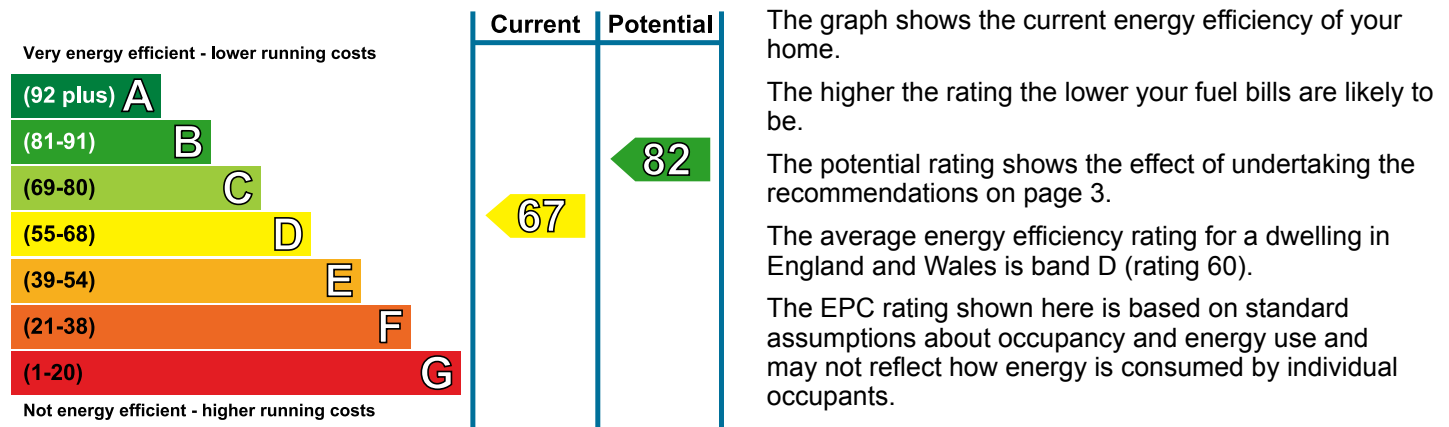 Current Potential
Very energy efficient - lower running costs
(92 plus) A
(81-91) B
(69-80) C
(55-68) D
(39-54) E
(21-38) F
(1-20) G
Not energy efficient - higher running costs
67
82
The graph shows the current energy efficiency of your
home.
The higher the rating the lower your fuel bills are likely to
be.
The potential rating shows the effect of undertaking the
recommendations on page 3.
The average energy efficiency rating for a dwelling in
England and Wales is band D (rating 60).
The EPC rating shown here is based on standard
assumptions about occupancy and energy use and
may not reflect how energy is consumed by individual
occupants.